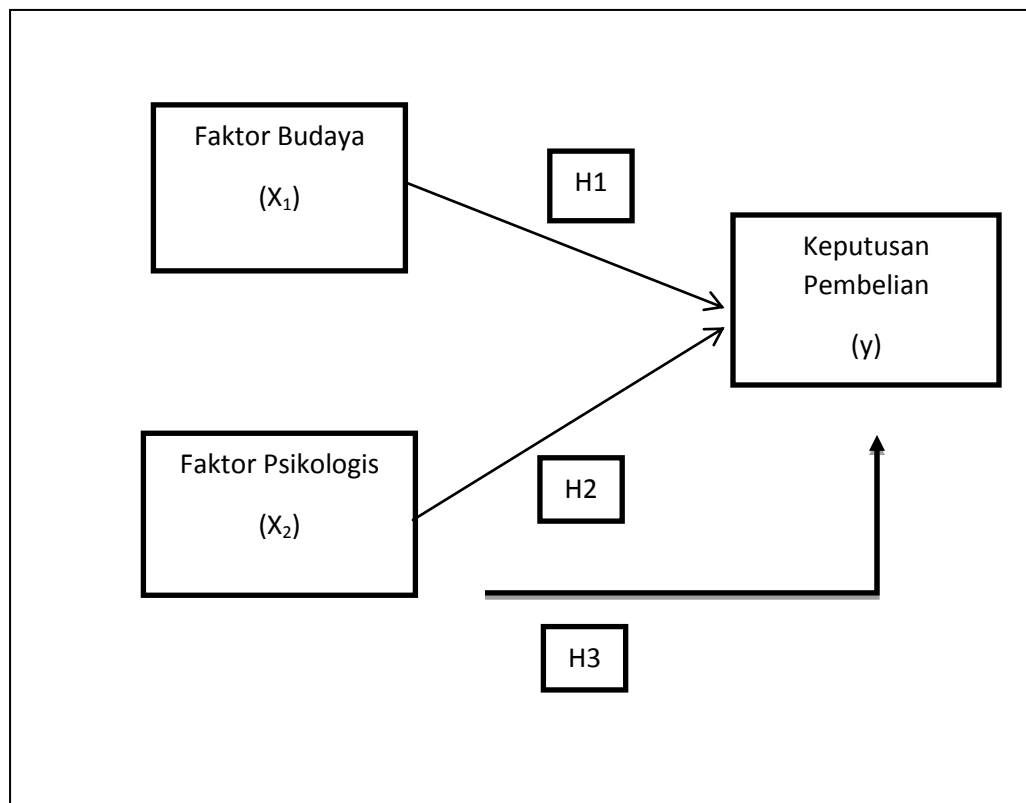 Faktor Budaya
(X₁)
H1
Keputusan
Pembelian
(y)
Faktor Psikologis
(X₂)
H2
H3